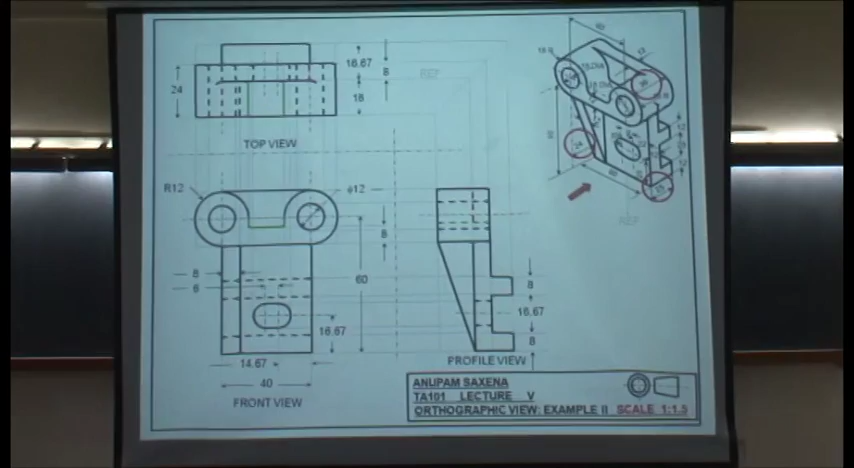 24
16.67
8
18
REF
TOP VIEW
R12
φ12
8
8
6
60
16.67
14.67
40
FRONT VIEW
8
16.67
8
PROFILE VIEW
ANUPAM SAXENA
TA101 LECTURE V
ORTHOGRAPHIC VIEW: EXAMPLE II SCALE 1:1.5
REF